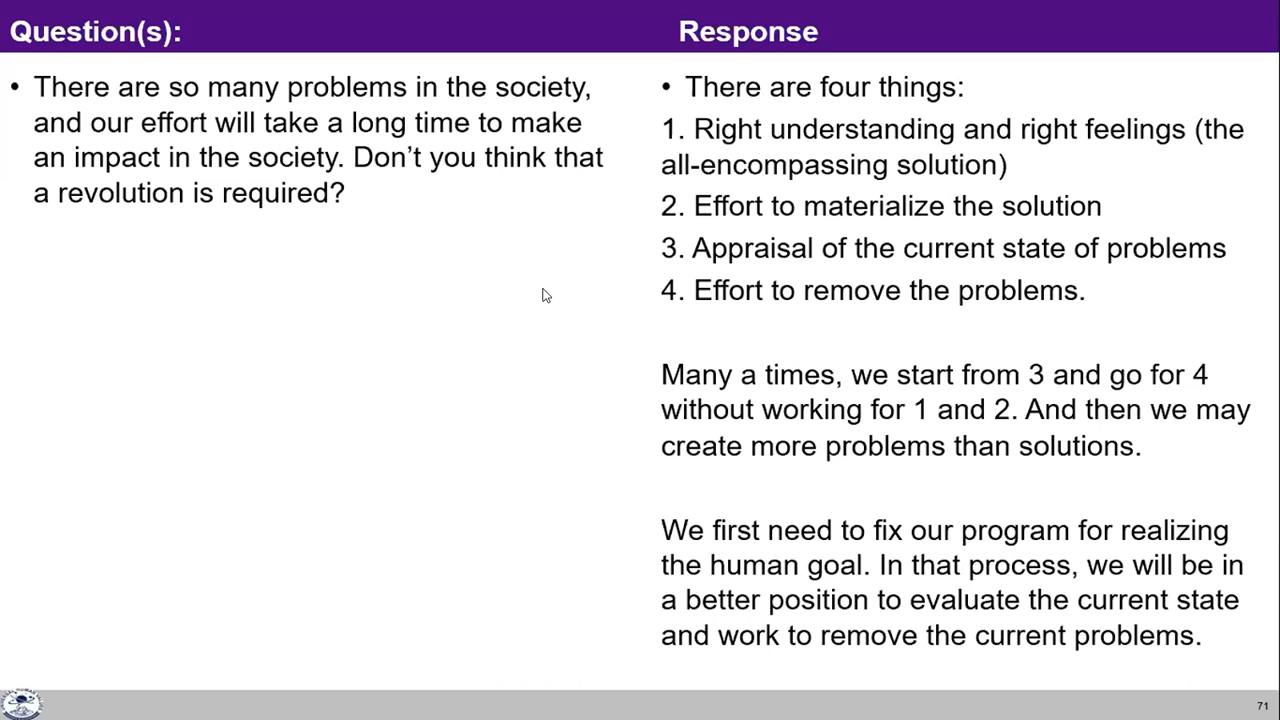 Question(s):
Response
• There are so many problems in the society,
and our effort will take a long time to make
an impact in the society. Don’t you think that
a revolution is required?
• There are four things:
1. Right understanding and right feelings (the
all-encompassing solution)
2. Effort to materialize the solution
3. Appraisal of the current state of problems
4. Effort to remove the problems.
Many a times, we start from 3 and go for 4
without working for 1 and 2. And then we may
create more problems than solutions.
We first need to fix our program for realizing
the human goal. In that process, we will be in
a better position to evaluate the current state
and work to remove the current problems.
71